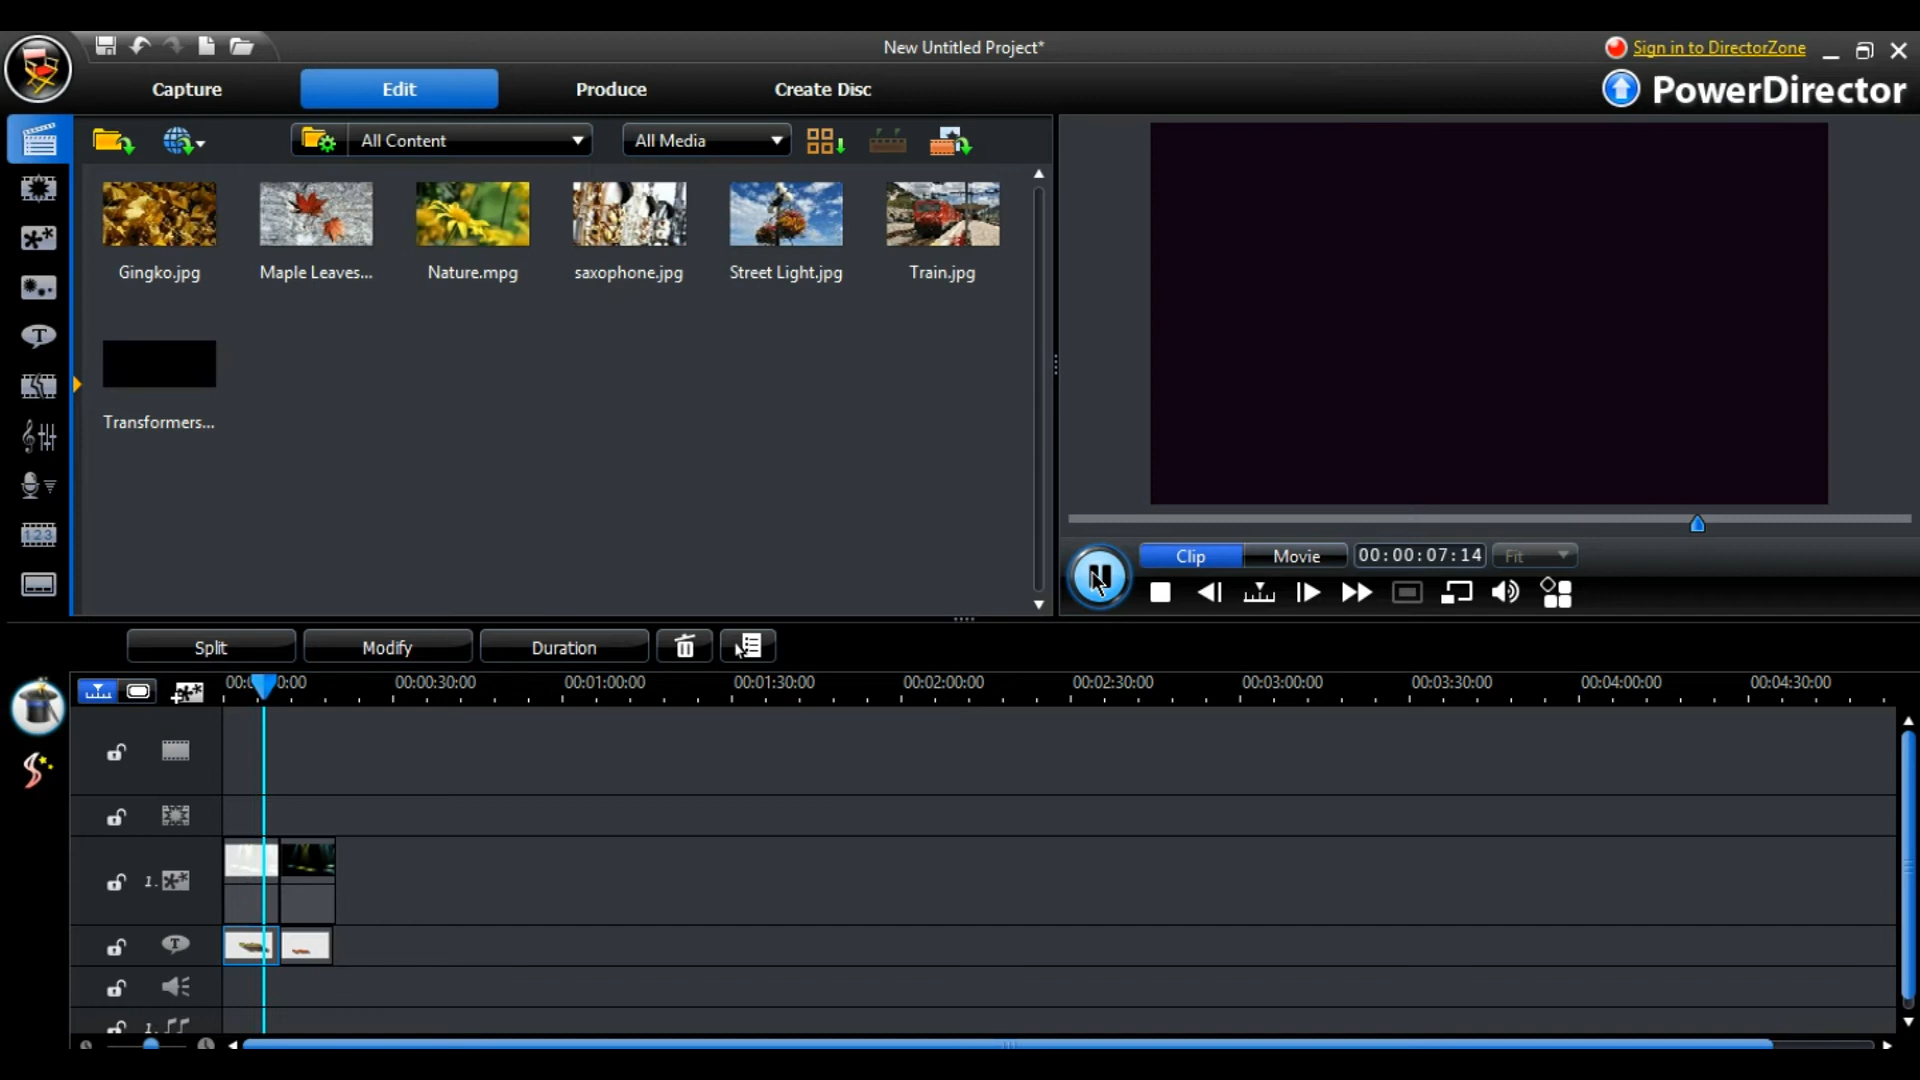 New Untitled Project*
Sign in to DirectorZone
Capture
Edit
Produce
Create Disc
PowerDirector
All Content
All Media
Gingko.jpg
Maple Leaves...
Nature.mpg
saxophone.jpg
Street Light.jpg
Train.jpg
Transformers...
T
123
Clip
Movie
00:00:07:14
Fit
Split
Modify
Duration
0:00
00:00:30:00
00:01:00:00
00:01:30:00
00:02:00:00
00:02:30:00
00:03:00:00
00:03:30:00
00:04:00:00
00:04:30:00
1.
T
1.